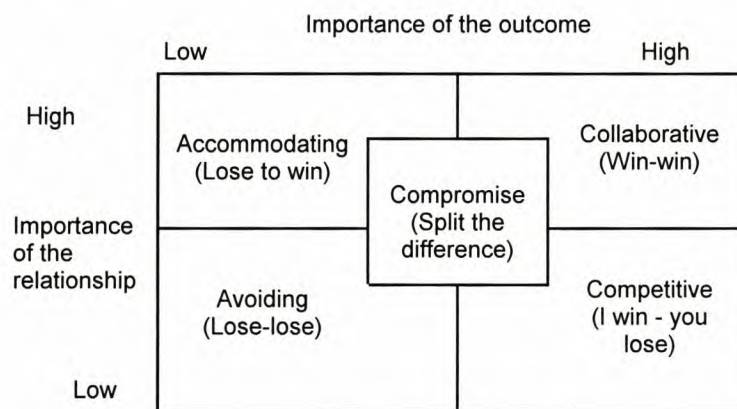 Importance of the outcome
Low
High
High
Accommodating
(Lose to win)
Collaborative
(Win-win)
Compromise
(Split the
difference)
Importance
of the
relationship
Avoiding
(Lose-lose)
Competitive
(I win - you
lose)
Low